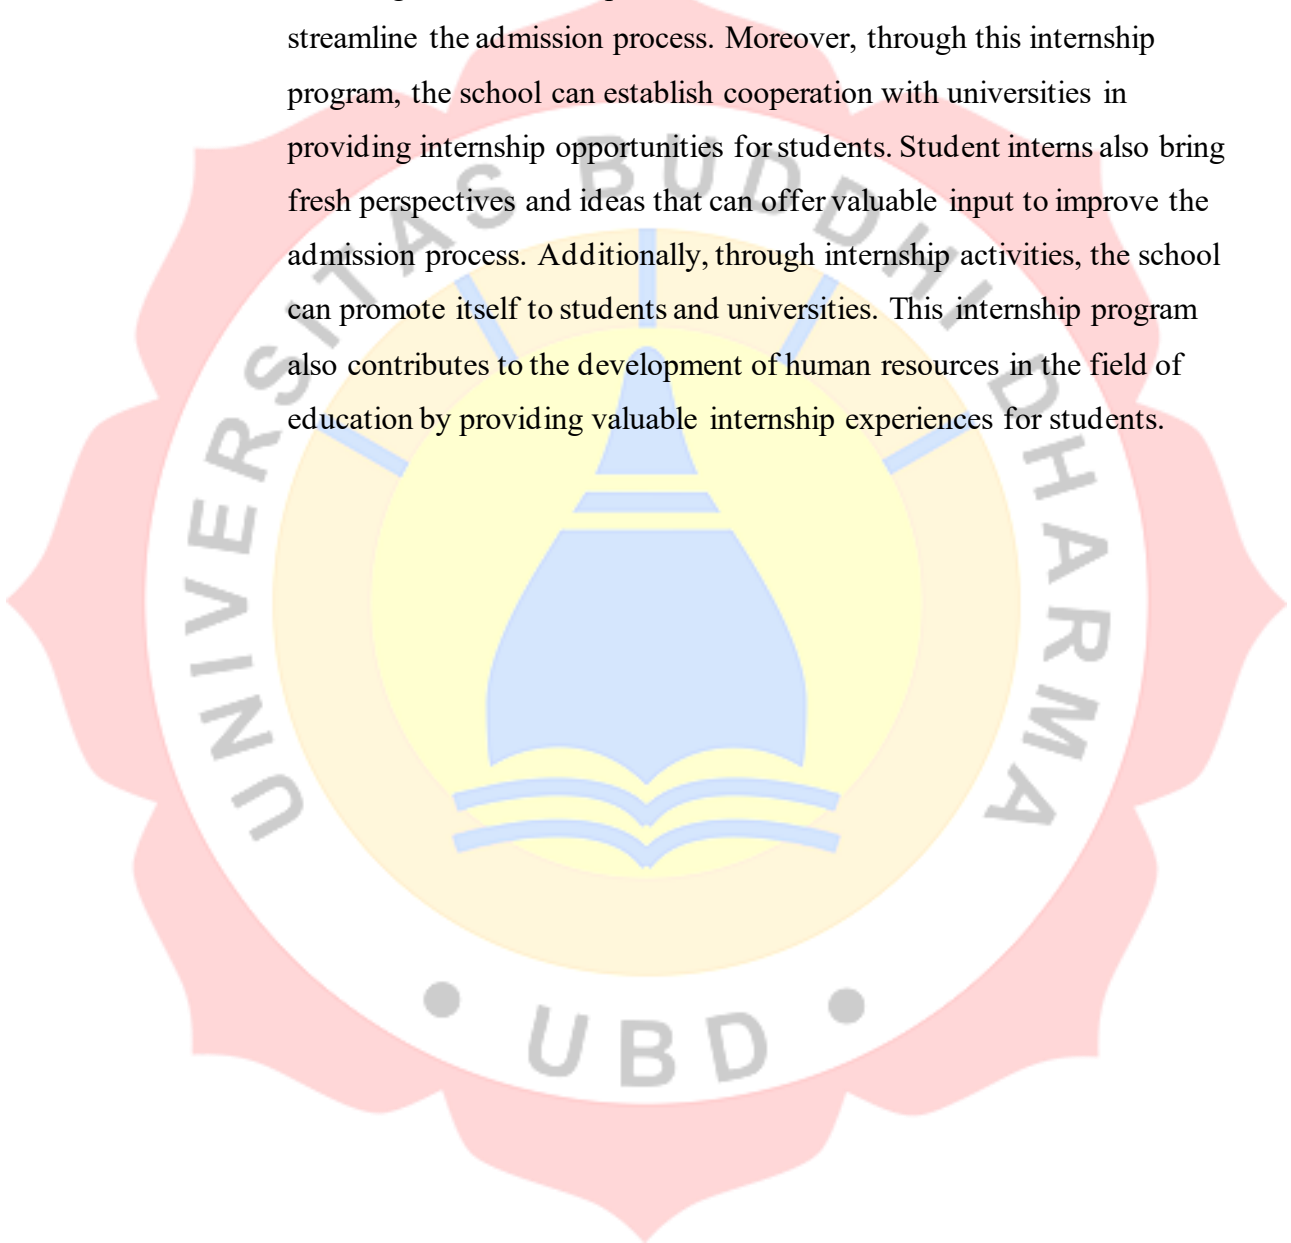 streamline the admission process. Moreover, through this internship
program, the school can establish cooperation with universities in
providing internship opportunities for students. Student interns also bring
fresh perspectives and ideas that can offer valuable input to improve the
admission process. Additionally, through internship activities, the school
can promote itself to students and universities. This internship program
also contributes to the development of human resources in the field of
education by providing valuable internship experiences for students.
UNIVERSITAS BUDDHI DHARMA
• UBD •